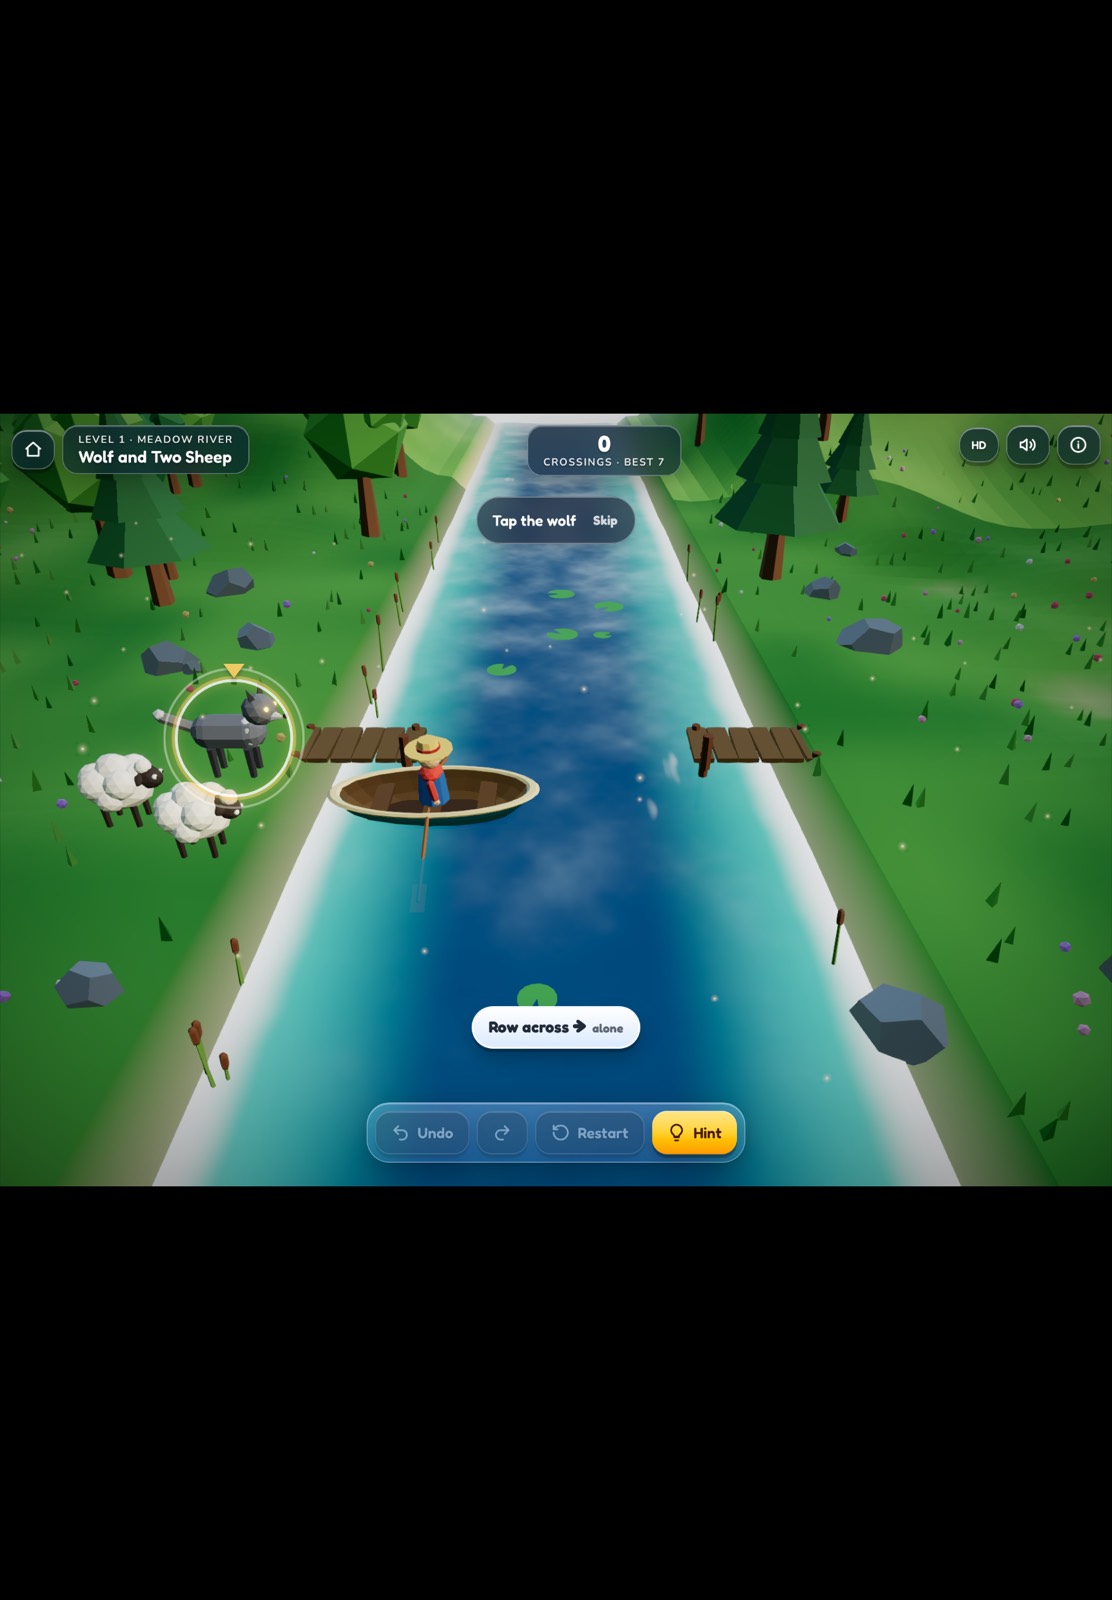 LEVEL 1 · MEADOW RIVER
Wolf and Two Sheep
0
CROSSINGS · BEST 7
HD
Tap the wolf Skip
Row across → alone
Undo Restart Hint